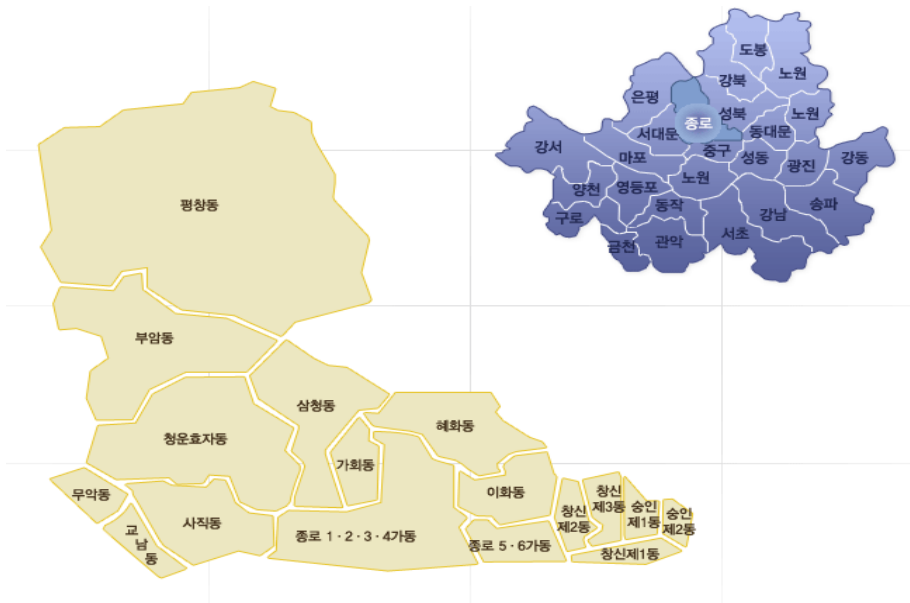 도봉
강북
노원
은평
종로
성북
노원
서대문
동대문
강서
마포
중구
성동
광진
강동
양천
영등포
노원
구로
동작
강남
송파
금천
관악
서초
평창동
부암동
삼청동
청운효자동
혜화동
가회동
무악동
사직동
교
남
동
이화동
종로 1·2·3·4가동
종로 5·6가동
창신
제2동
창신
제3동
숭인
제1동
숭인
제2동
창신제1동